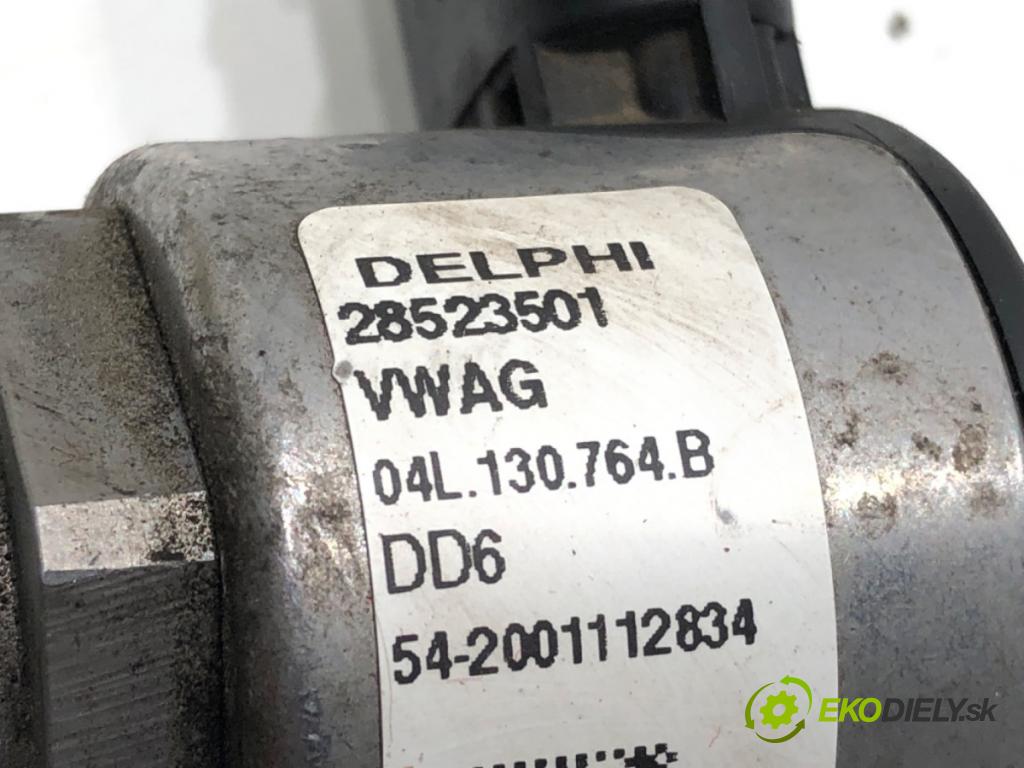 DELPHI
28523501
VWAG
04L.130.764.B
DD6
54-2001112834
EKODIELY.sk